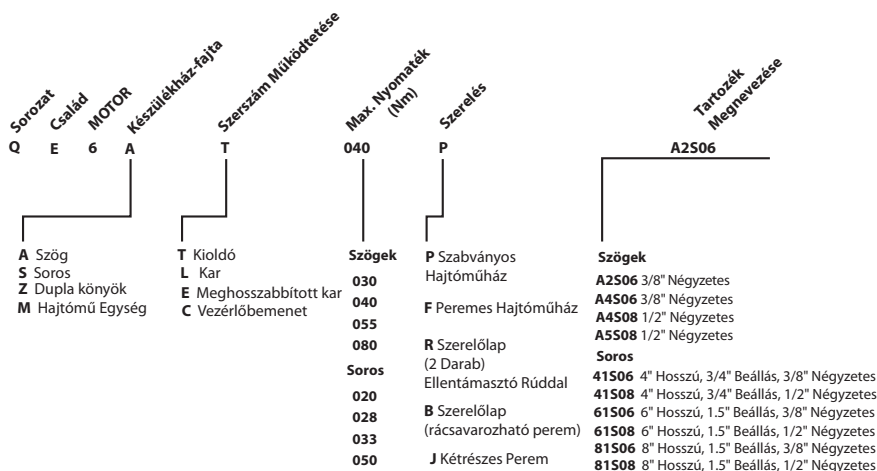 Sorozat
Család
MOTOR
Készülékház-fajta
Szerszám Működtetése
Max. Nyomaték
(Nm)
Szerelés
Tartozék
Megnevezése
Q E 6 A T 040 P A2S06
A Szög
S Soros
Z Dupla könyök
M Hajtómű Egység
T Kioldó
L Kar
E Meghosszabbított kar
C Vezérlőbemenet
Szögek
030
040
055
080
Soros
020
028
033
050
P Szabványos
Hajtóműház
F Peremes Hajtóműház
R Szerelőlap
(2 Darab)
Ellentámasztó Rúddal
B Szerelőlap
(rácsavarozható perem)
J Kétrészes Perem
Szögek
A2S06 3/8" Négyzetes
A4S06 3/8" Négyzetes
A4S08 1/2" Négyzetes
A5S08 1/2" Négyzetes
Soros
41S06 4" Hosszú, 3/4" Beállás, 3/8" Négyzetes
41S08 4" Hosszú, 3/4" Beállás, 1/2" Négyzetes
61S06 6" Hosszú, 1.5" Beállás, 3/8" Négyzetes
61S08 6" Hosszú, 1.5" Beállás, 1/2" Négyzetes
81S06 8" Hosszú, 1.5" Beállás, 3/8" Négyzetes
81S08 8" Hosszú, 1.5" Beállás, 1/2" Négyzetes